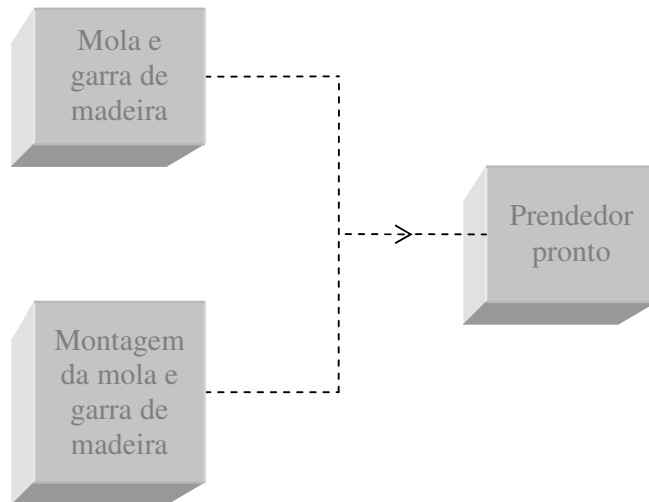 Mola e
garra de
madeira
Prendedor
pronto
Montagem
da mola e
garra de
madeira